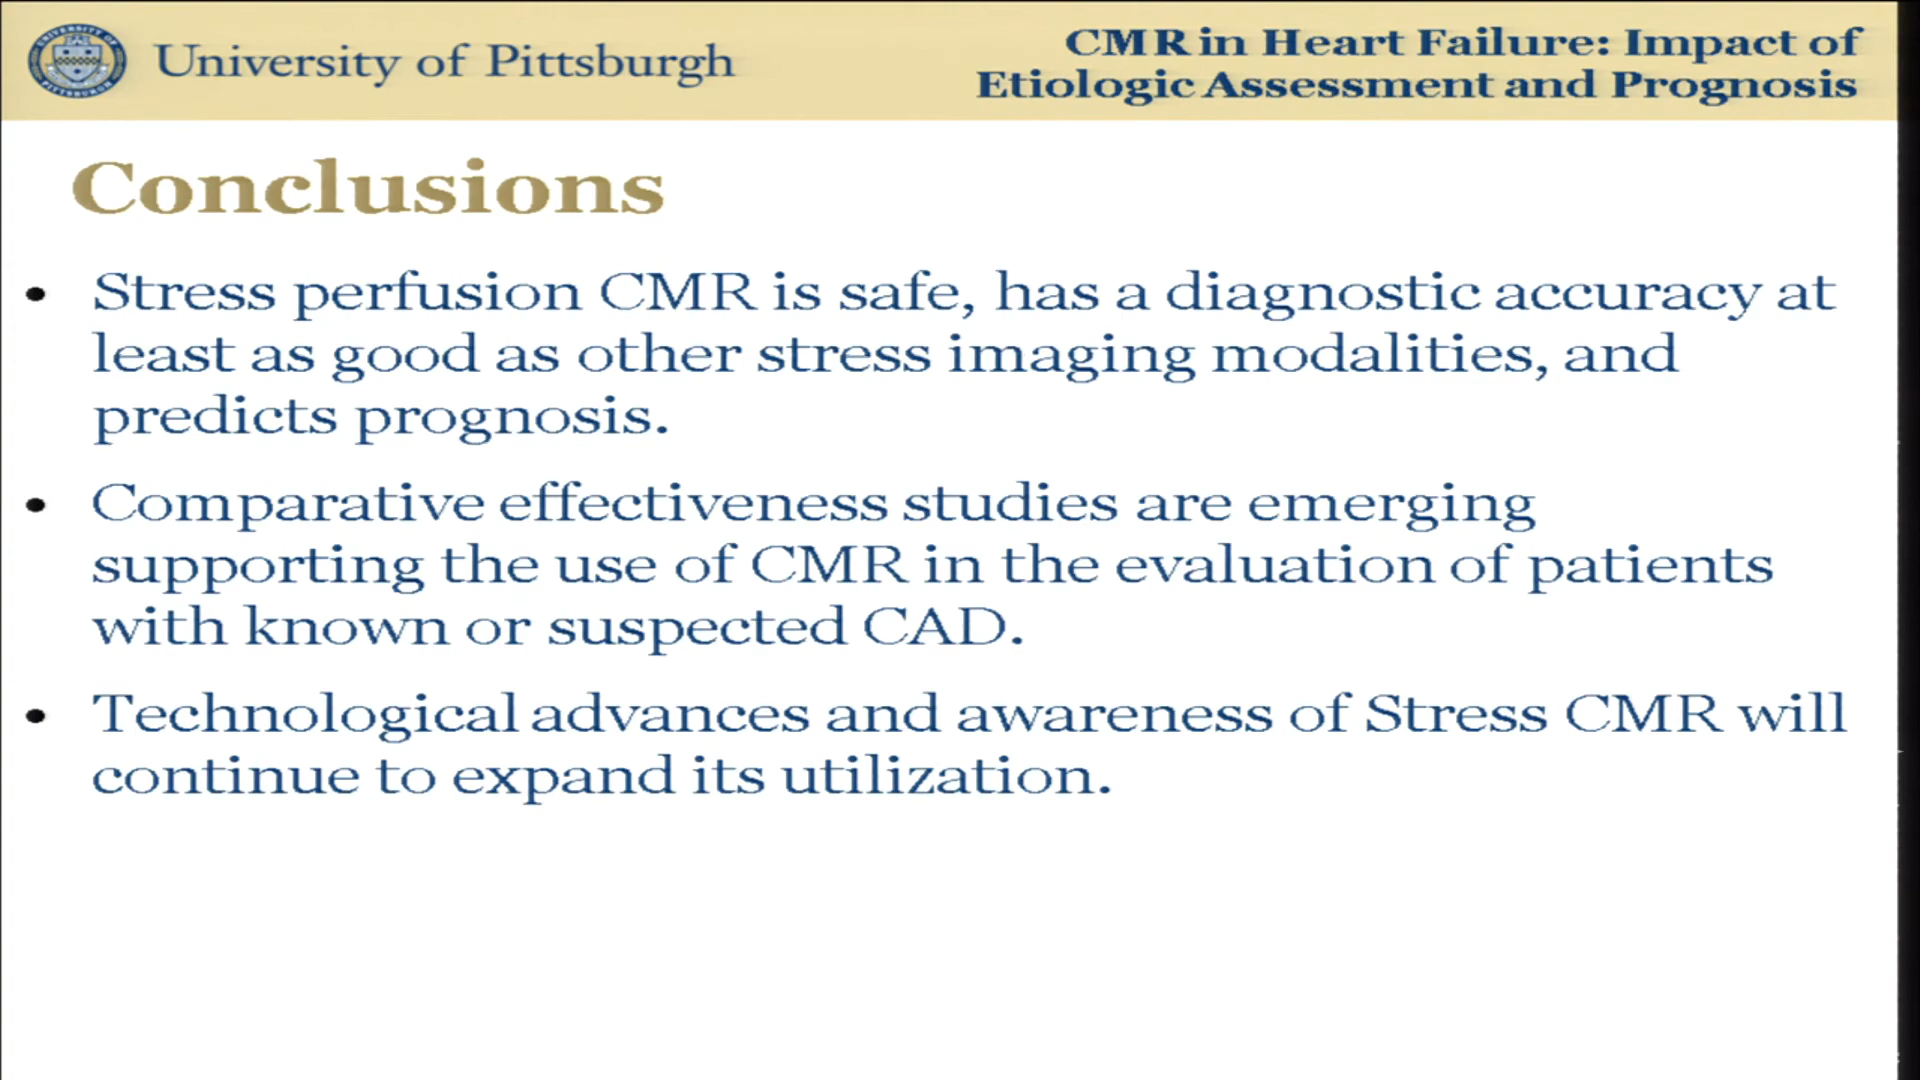 University of Pittsburgh
CMR in Heart Failure: Impact of
Etiologic Assessment and Prognosis
Conclusions
• Stress perfusion CMR is safe, has a diagnostic accuracy at
least as good as other stress imaging modalities, and
predicts prognosis.
• Comparative effectiveness studies are emerging
supporting the use of CMR in the evaluation of patients
with known or suspected CAD.
• Technological advances and awareness of Stress CMR will
continue to expand its utilization.